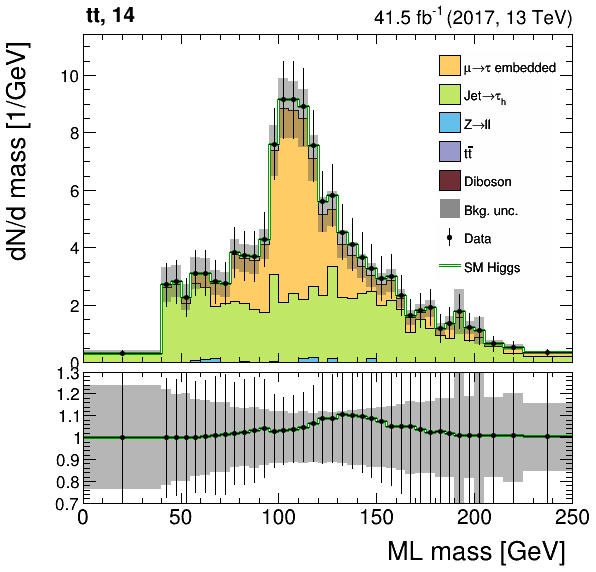 tt, 14
41.5 fb⁻¹ (2017, 13 TeV)
dN/d mass [1/GeV]
10
8
6
4
2
0
μ→τ embedded
Jet→τₕ
Z→ll
tt̄
Diboson
Bkg. unc.
Data
SM Higgs
1.3
1.2
1.1
1
0.9
0.8
0.7
0 50 100 150 200 250
ML mass [GeV]